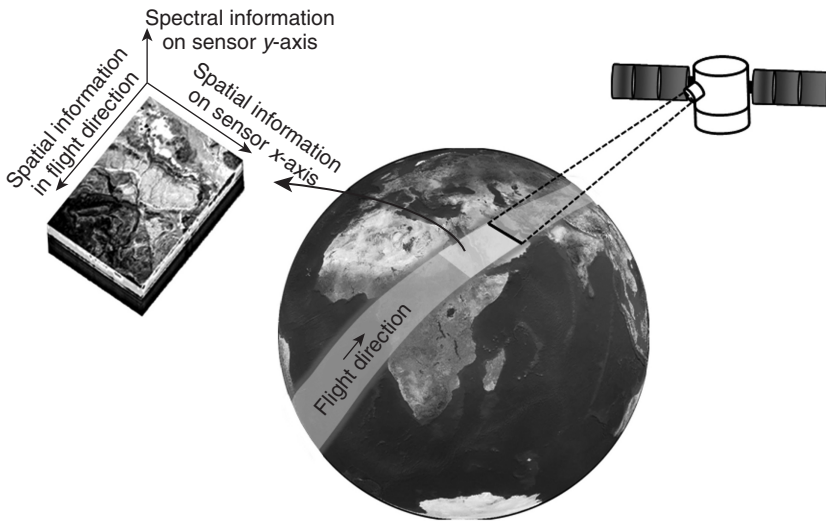 Spectral information
on sensor y-axis
Spatial information
in flight direction
Spatial information
on sensor x-axis
Flight direction